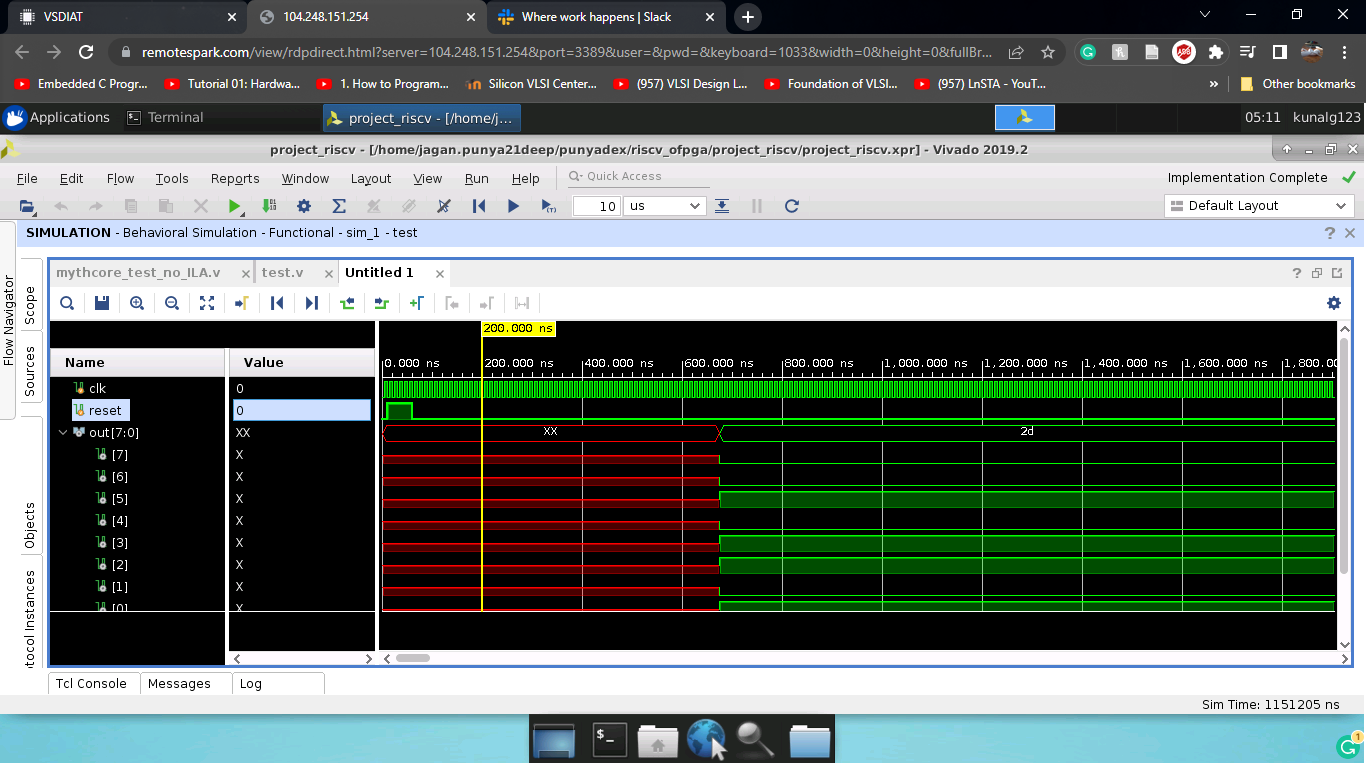 VSDIAT
104.248.151.254
Where work happens | Slack
remotespark.com/view/rdpdirect.html?server=104.248.151.254&port=3389&user=&pwd=&keyboard=1033&width=0&height=0&fullBr...
Embedded C Prog...
Tutorial 01: Hardwa...
1. How to Program...
Silicon VLSI Center...
(957) VLSI Design L...
Foundation of VLSI...
(957) LnSTA - YouT...
»
Other bookmarks
Applications
Terminal
project_riscv - [/home/j...
05:11
kunalg123
project_riscv - [/home/jagan.punya21deep/punyadex/riscv_ofpga/project_riscv/project_riscv.xpr] - Vivado 2019.2
File Edit Flow Tools Reports Window Layout View Run Help
Quick Access
Implementation Complete
10 us
Default Layout
SIMULATION - Behavioral Simulation - Functional - sim_1 - test
Flow Navigator
Scope
Sources
Objects
tocol Instances
mythcore_test_no_ILA.v
test.v
Untitled 1
200.000 ns
Name Value
0.000 ns 200.000 ns 400.000 ns 600.000 ns 800.000 ns 1,000.000 ns 1,200.000 ns 1,400.000 ns 1,600.000 ns 1,800.00
clk 0
reset 0
out[7:0] XX XX 2d
[7] X
[6] X
[5] X
[4] X
[3] X
[2] X
[1] X
[0] X
Tcl Console
Messages
Log
Sim Time: 1151205 ns
1